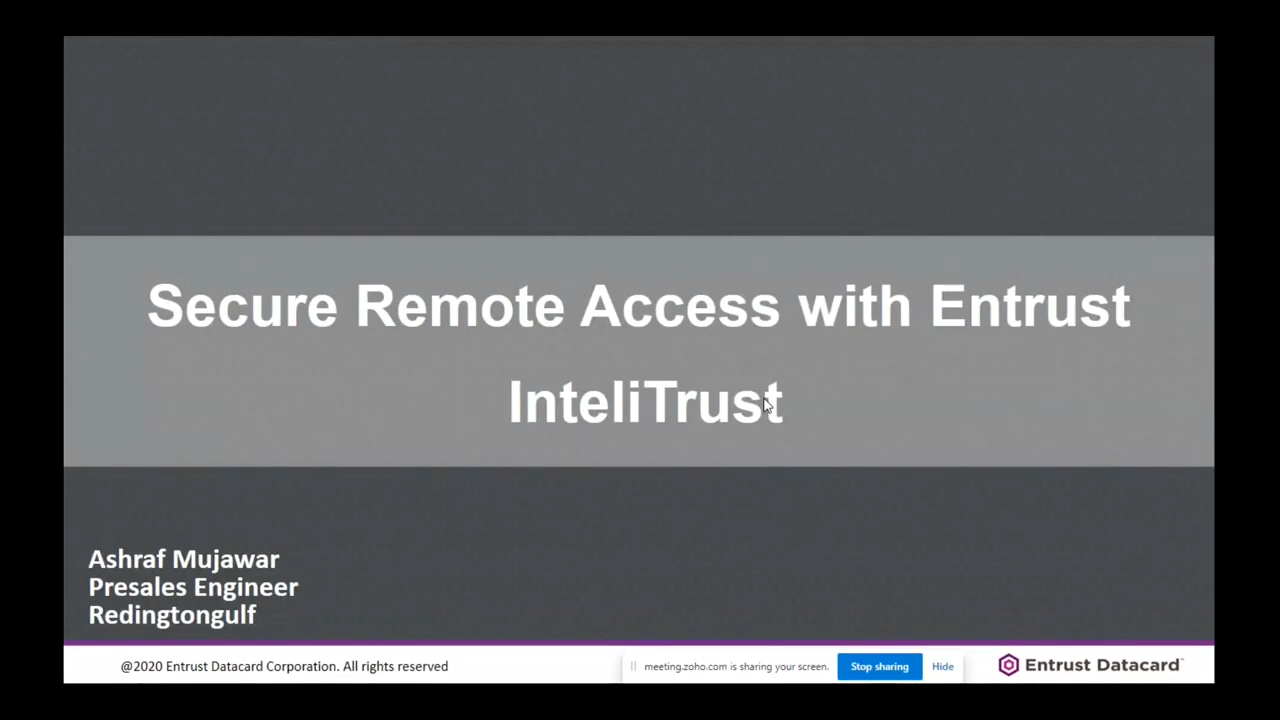 Secure Remote Access with Entrust
InteliTrust
Ashraf Mujawar
Presales Engineer
Redingtongulf
@2020 Entrust Datacard Corporation. All rights reserved
meeting.zoho.com is sharing your screen.
Stop sharing
Hide
Entrust Datacard